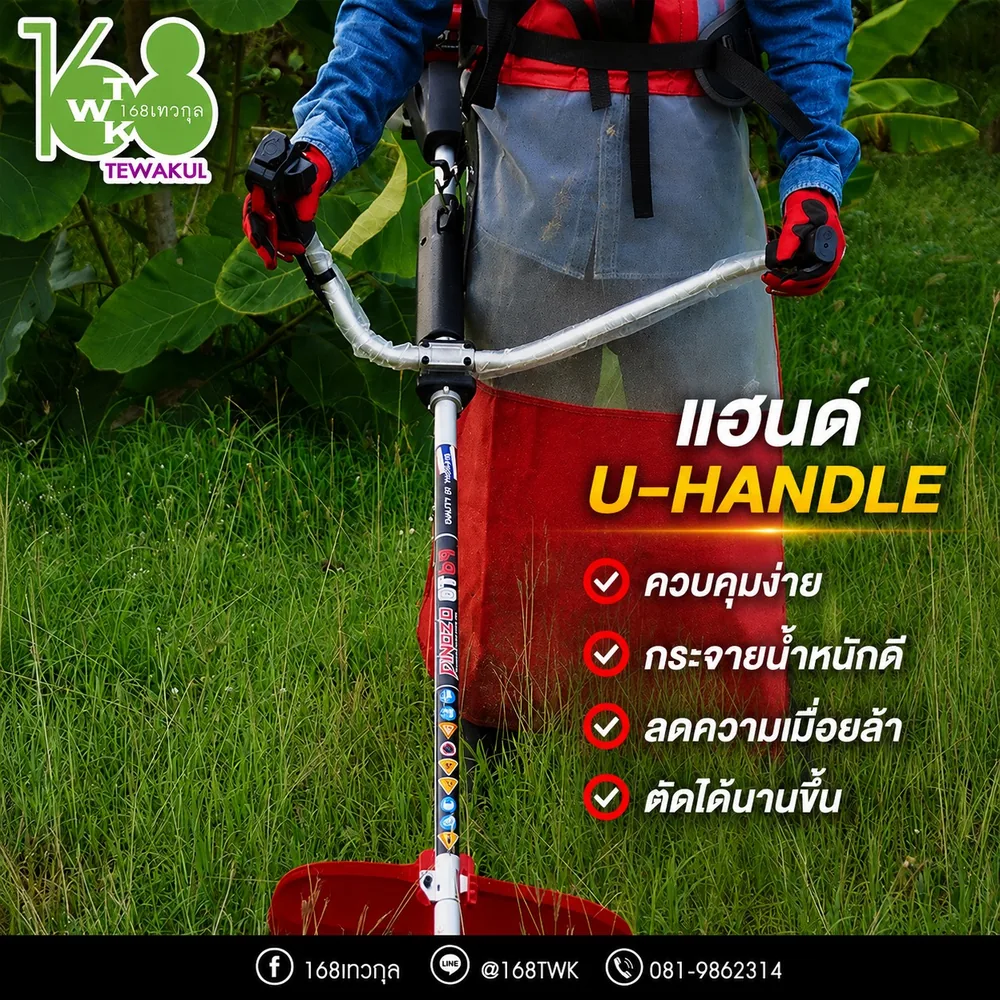 168
TWK
168เทวกุล
TEWAKUL
แฮนด์
U-HANDLE
ควบคุมง่าย
กระจายน้ำหนักดี
ลดความเมื่อยล้า
ตัดได้นานขึ้น
DINOZO DT69
168เทวกุล
LINE
@168TWK
081-9862314